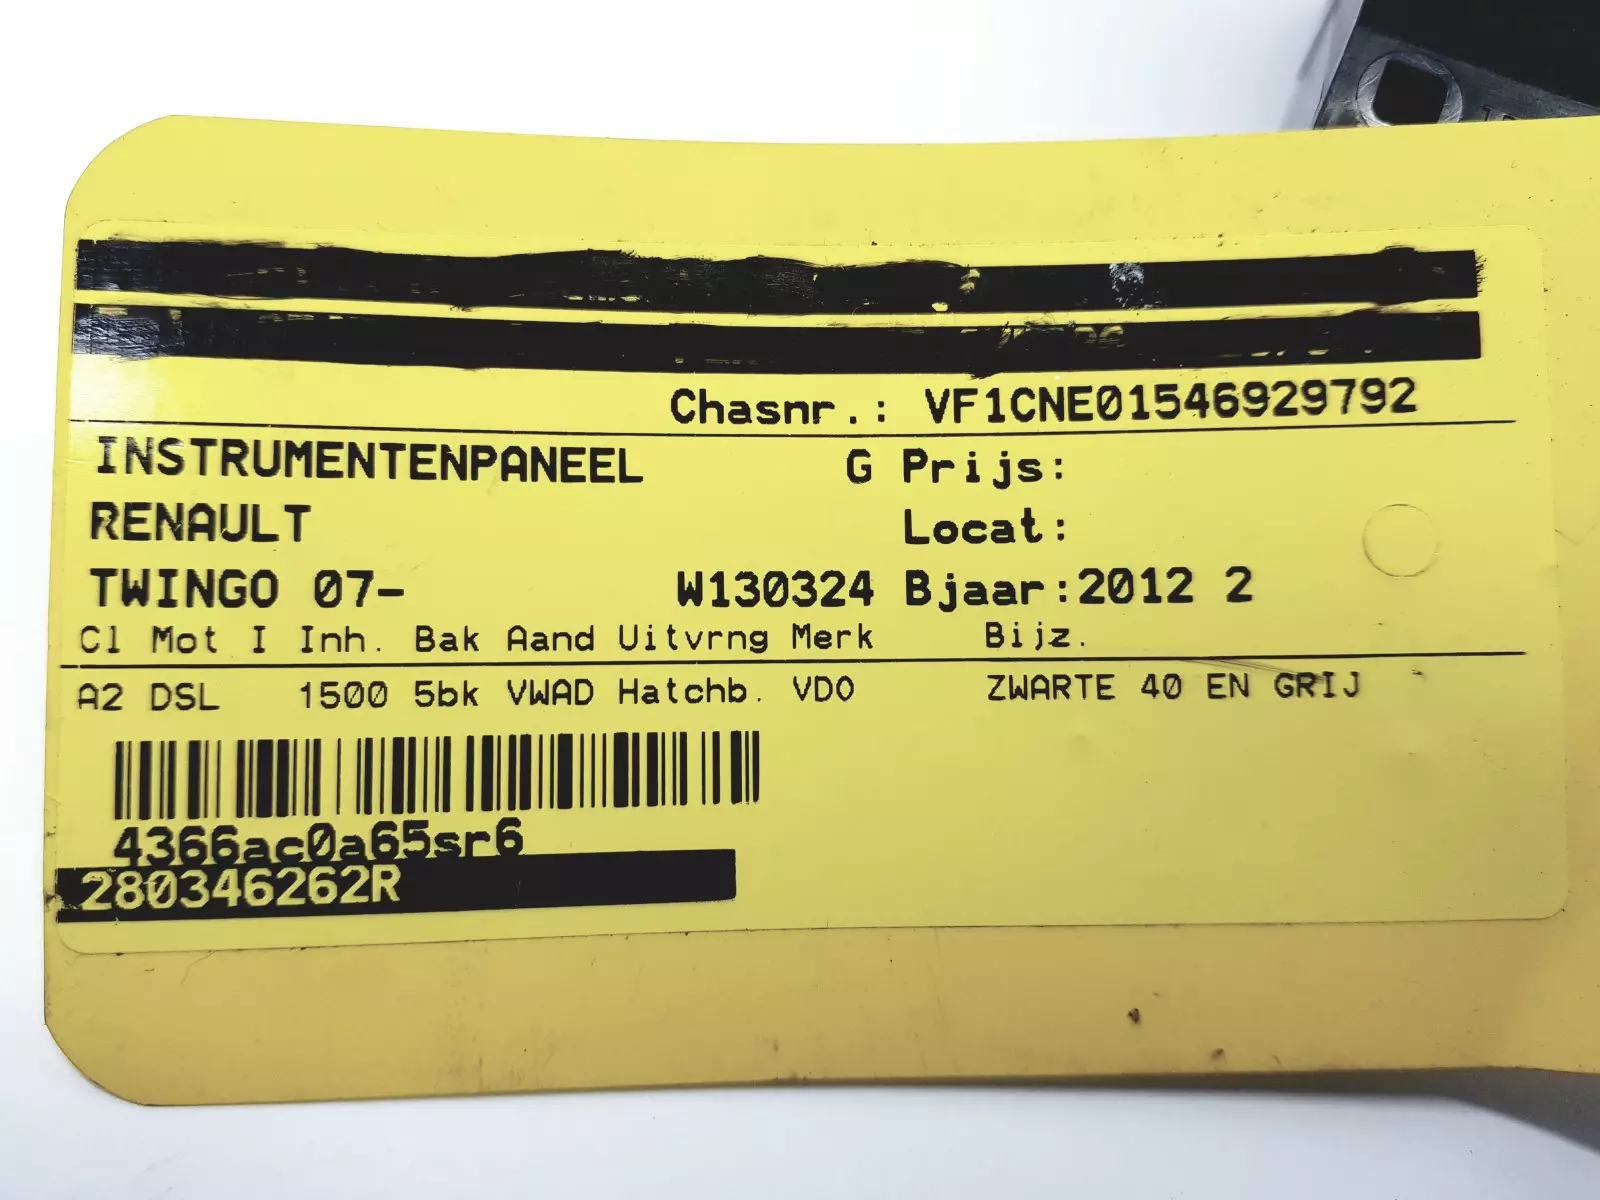 Chasnr.: VF1CNE01546929792
INSTRUMENTENPANEEL G Prijs:
RENAULT Locat:
TWINGO 07- W130324 Bjaar:2012 2
Cl Mot I Inh. Bak Aand Uitvrng Merk Bijz.
A2 DSL 1500 5bk VWAD Hatchb. VDO ZWARTE 40 EN GRIJ
4366ac0a65sr6
280346262R